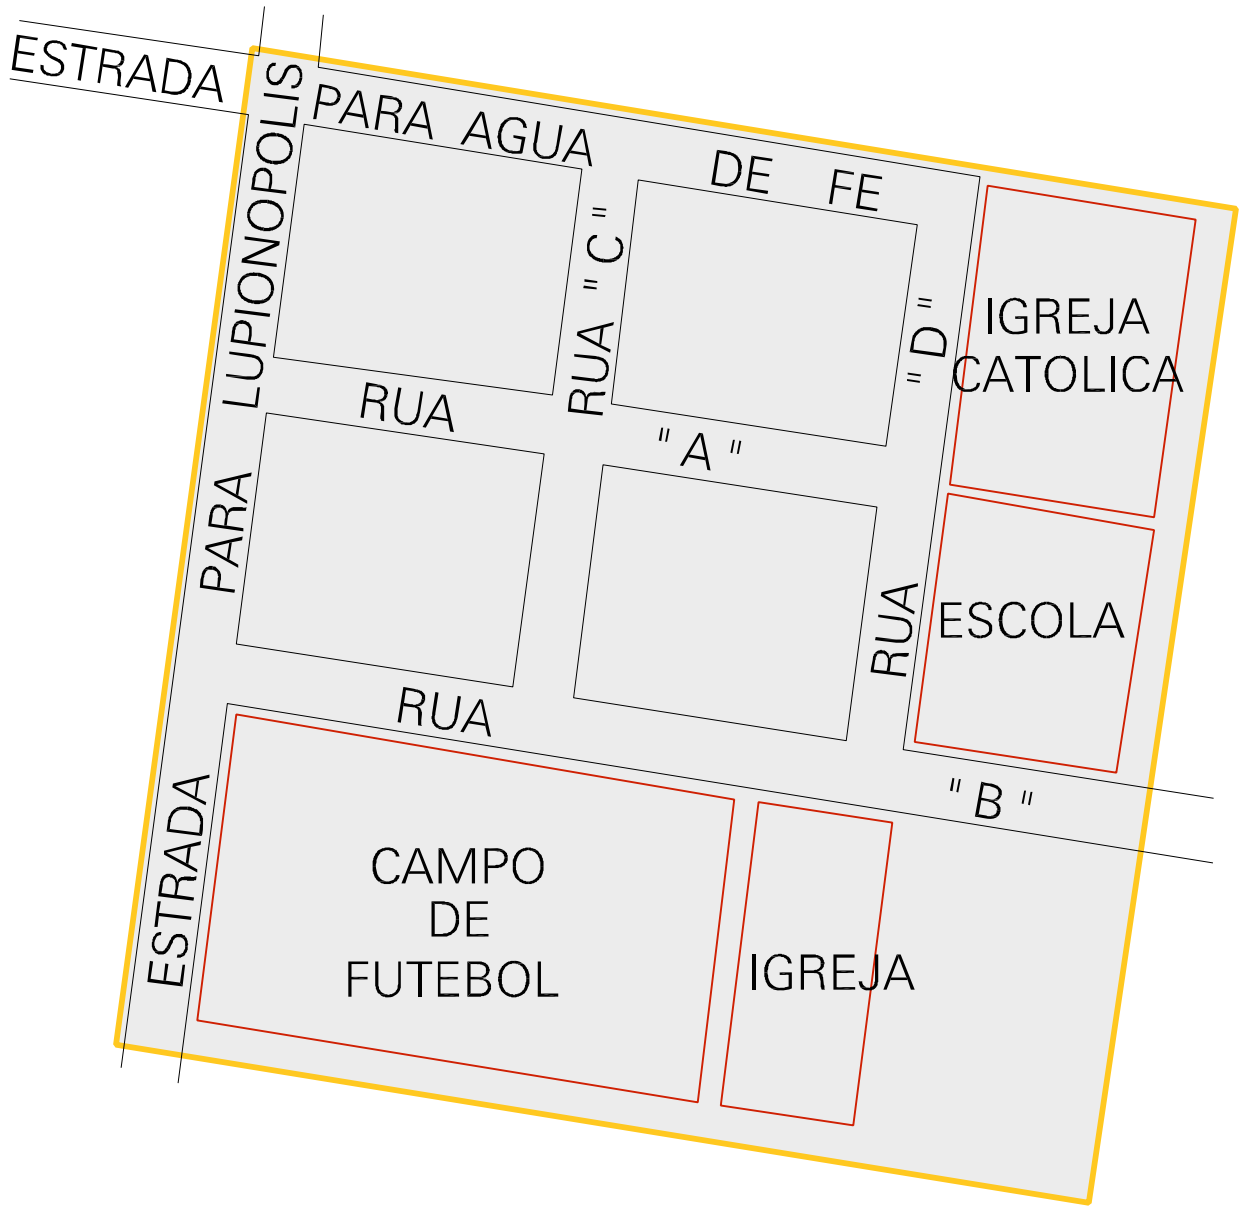 ESTRADA PARA AGUA DE FE
ESTRADA PARA LUPIONOPOLIS
RUA "C"
RUA "D"
IGREJA
CATOLICA
RUA "A"
ESCOLA
RUA "B"
CAMPO
DE
FUTEBOL
IGREJA